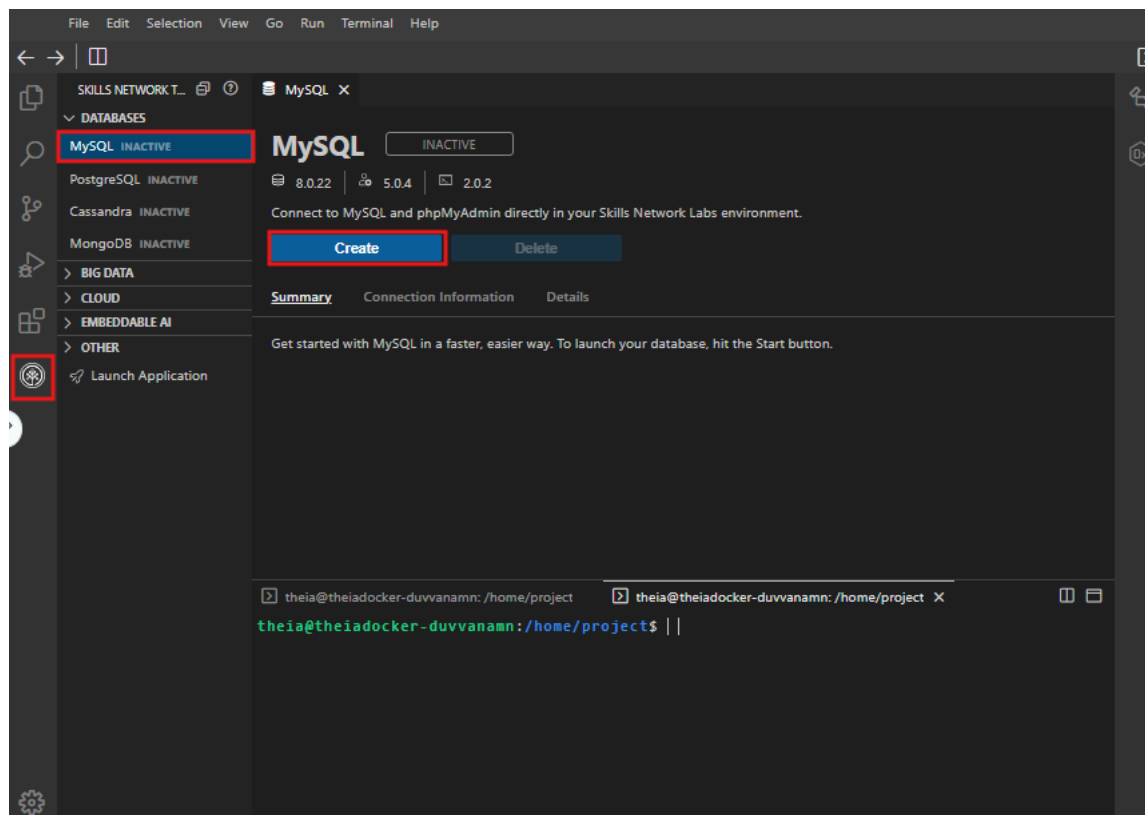 File Edit Selection View Go Run Terminal Help
SKILLS NETWORK T...
MySQL
DATABASES
MySQL INACTIVE
PostgreSQL INACTIVE
Cassandra INACTIVE
MongoDB INACTIVE
BIG DATA
CLOUD
EMBEDDABLE AI
OTHER
Launch Application
MySQL INACTIVE
8.0.22 5.0.4 2.0.2
Connect to MySQL and phpMyAdmin directly in your Skills Network Labs environment.
Create Delete
Summary Connection Information Details
Get started with MySQL in a faster, easier way. To launch your database, hit the Start button.
theia@theiadocker-duvvanamn: /home/project theia@theiadocker-duvvanamn: /home/project
theia@theiadocker-duvvanamn:/home/project$